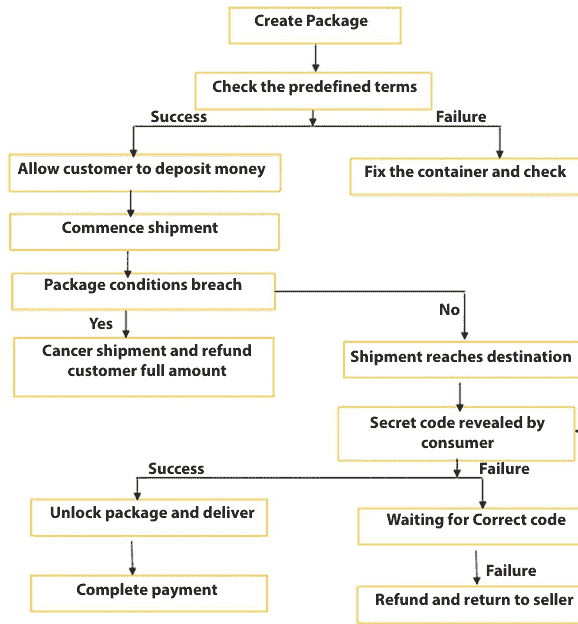 Create Package
Check the predefined terms
Success
Failure
Allow customer to deposit money
Fix the container and check
Commence shipment
Package conditions breach
No
Yes
Cancer shipment and refund
customer full amount
Shipment reaches destination
Secret code revealed by
consumer
Success
Failure
Unlock package and deliver
Waiting for Correct code
Failure
Complete payment
Refund and return to seller